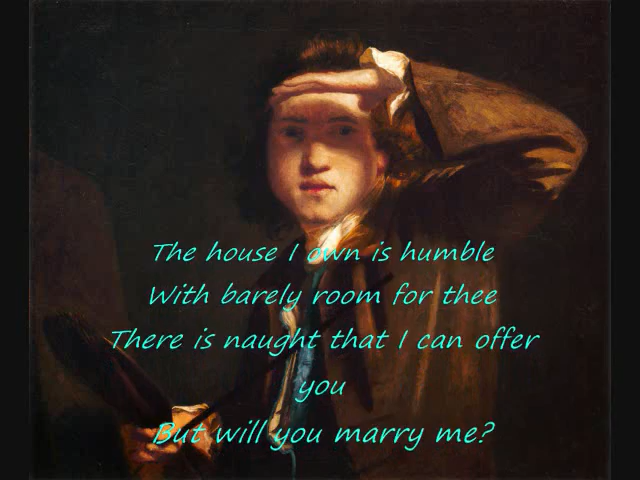 The house I own is humble
With barely room for thee
There is naught that I can offer
you
But will you marry me?